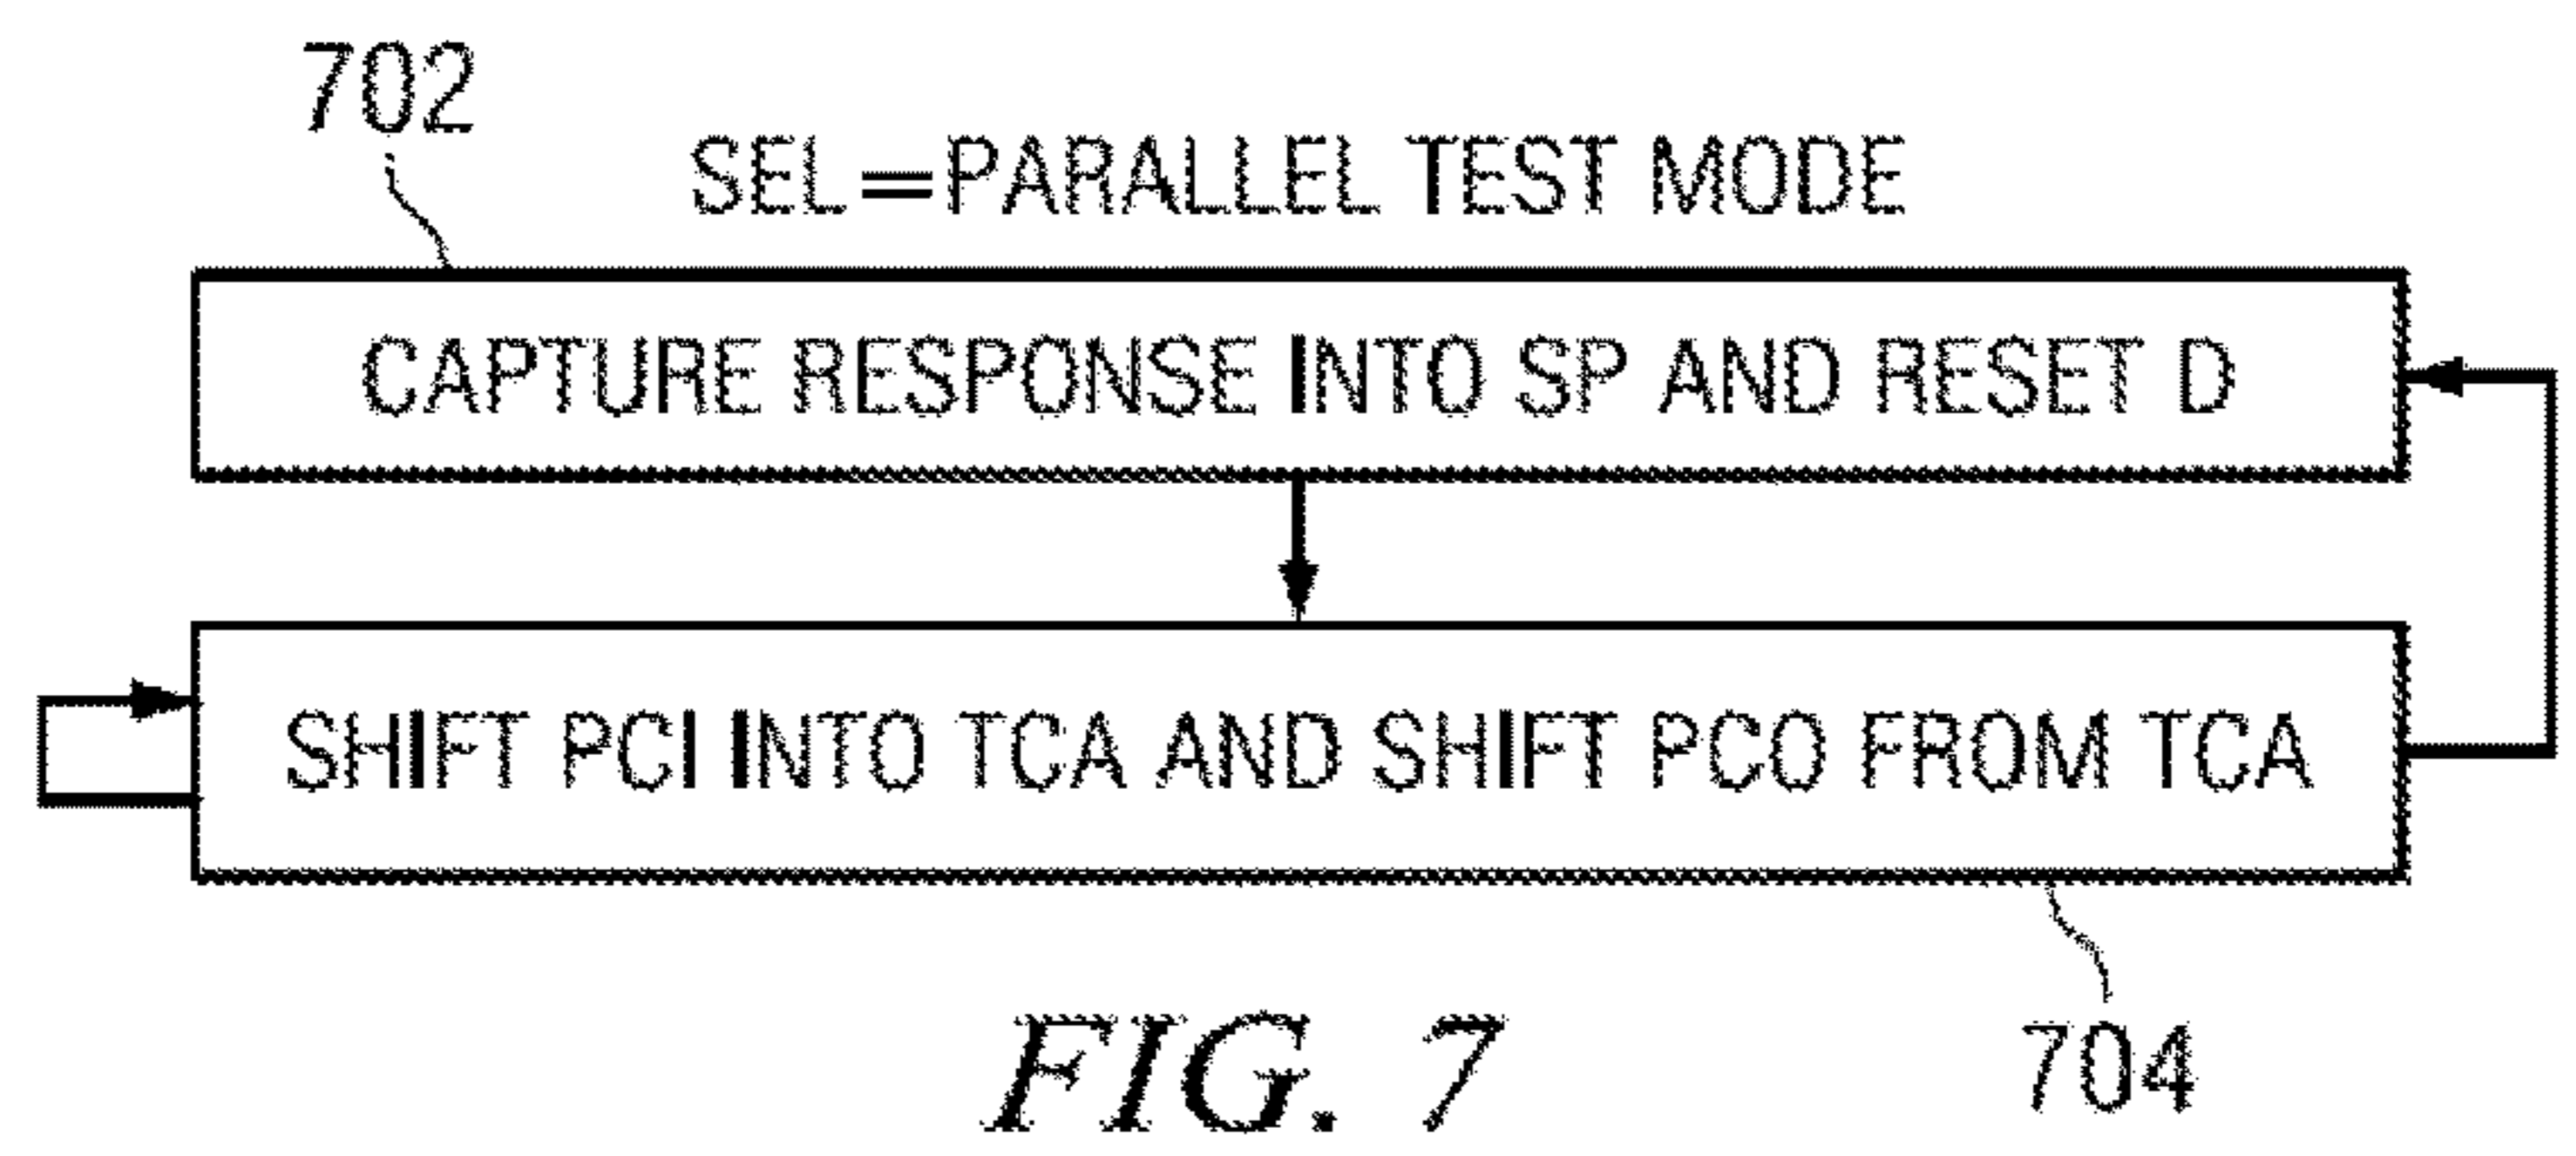 702
SEL=PARALLEL TEST MODE
CAPTURE RESPONSE INTO SP AND RESET D
SHIFT PCI INTO TCA AND SHIFT PCO FROM TCA
704
FIG. 7